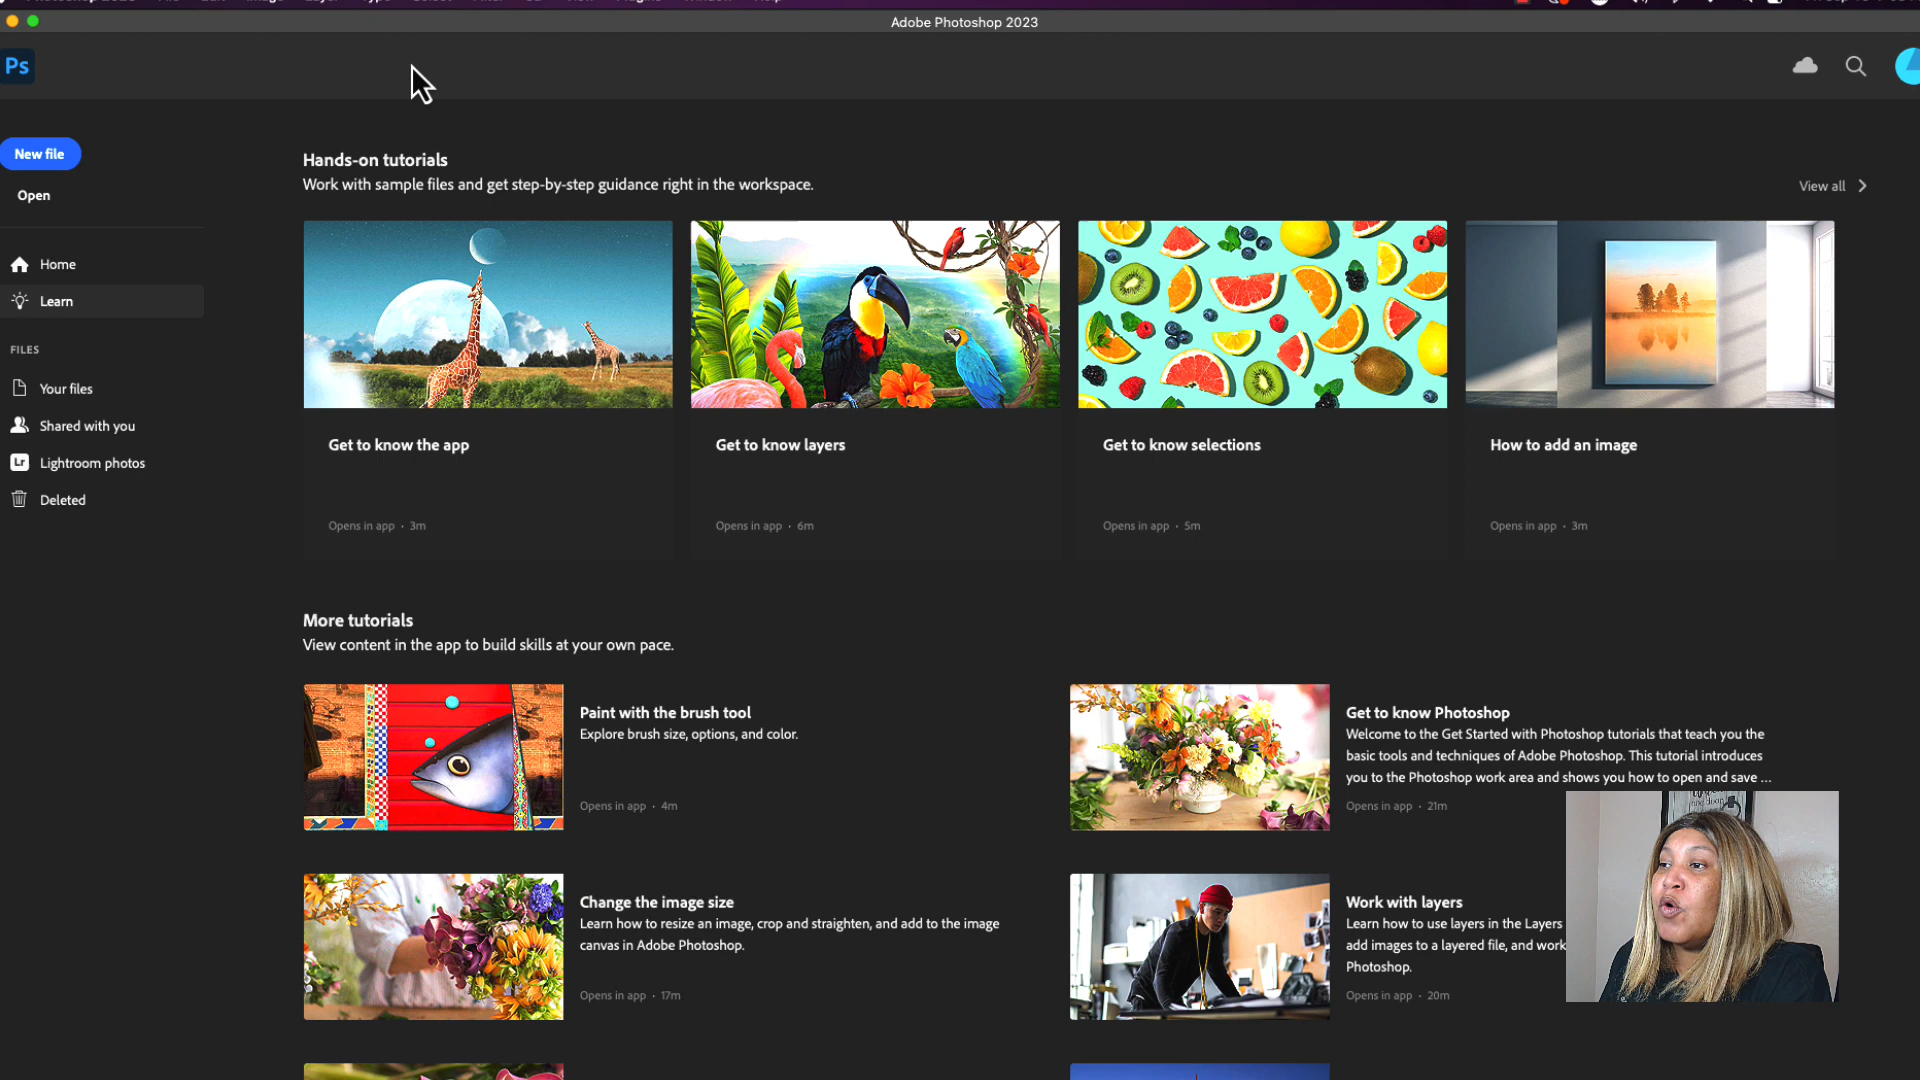 Adobe Photoshop 2023
Ps
New file
Open
Home
Learn
FILES
Your files
Shared with you
Lr
Lightroom photos
Deleted
Hands-on tutorials
Work with sample files and get step-by-step guidance right in the workspace.
View all
Get to know the app
Opens in app · 3m
Get to know layers
Opens in app · 6m
Get to know selections
Opens in app · 5m
How to add an image
Opens in app · 3m
More tutorials
View content in the app to build skills at your own pace.
Paint with the brush tool
Explore brush size, options, and color.
Opens in app · 4m
Get to know Photoshop
Welcome to the Get Started with Photoshop tutorials that teach you the
basic tools and techniques of Adobe Photoshop. This tutorial introduces
you to the Photoshop work area and shows you how to open and save ...
Opens in app · 21m
Change the image size
Learn how to resize an image, crop and straighten, and add to the image
canvas in Adobe Photoshop.
Opens in app · 17m
Work with layers
Learn how to use layers in the Layers
add images to a layered file, and work
Photoshop.
Opens in app · 20m